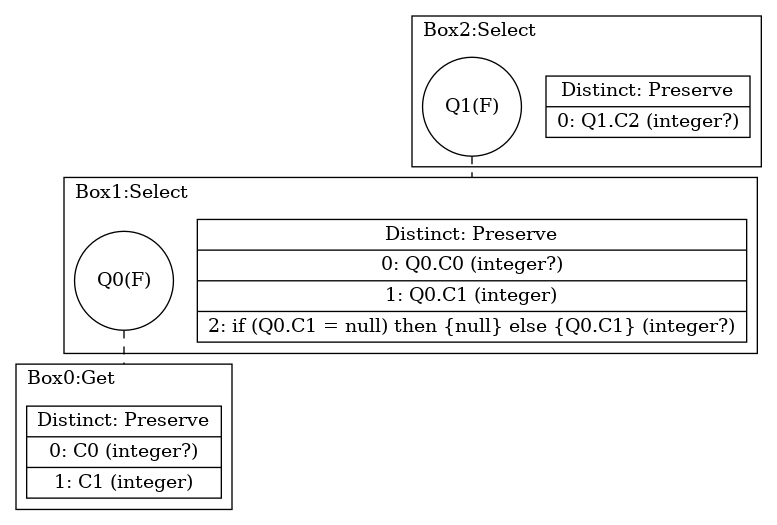 Box2:Select
Q1(F)
Distinct: Preserve
0: Q1.C2 (integer?)
Box1:Select
Q0(F)
Distinct: Preserve
0: Q0.C0 (integer?)
1: Q0.C1 (integer)
2: if (Q0.C1 = null) then {null} else {Q0.C1} (integer?)
Box0:Get
Distinct: Preserve
0: C0 (integer?)
1: C1 (integer)